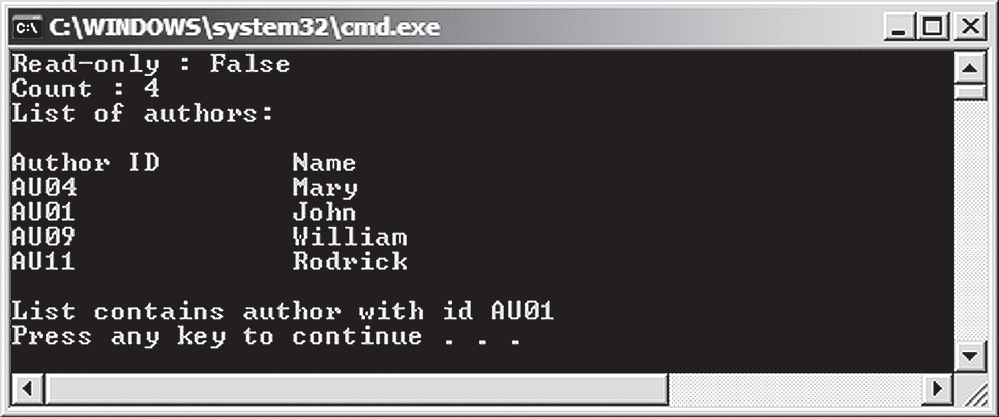 C:\WINDOWS\system32\cmd.exe
Read-only : False
Count : 4
List of authors:
Author ID Name
AU04 Mary
AU01 John
AU09 William
AU11 Rodrick
List contains author with id AU01
Press any key to continue . . .